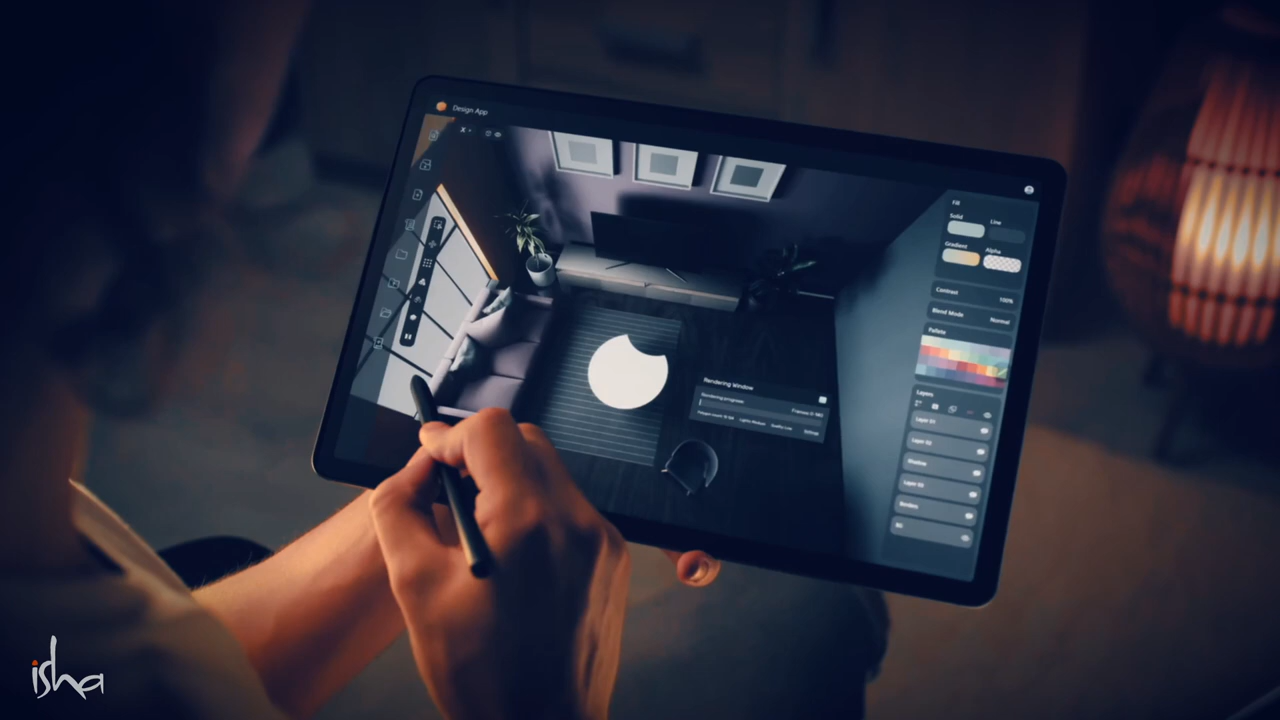 Design App
Fill
Solid
Line
Gradient
Alpha
Contrast 100%
Blend Mode Normal
Pallete
Layers
Layer 01
Layer 02
Shadow
Layer 03
Borders
BG
Rendering Window
Rendering progress
isha